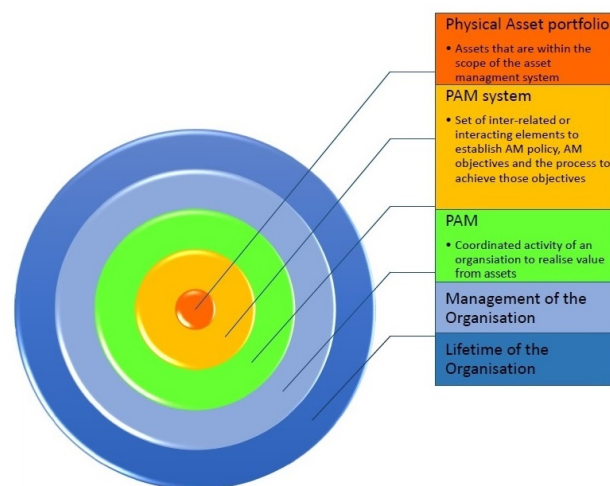 Physical Asset portfolio
• Assets that are within the
scope of the asset
managment system
PAM system
• Set of inter-related or
interacting elements to
establish AM policy, AM
objectives and the process to
achieve those objectives
PAM
• Coordinated activity of an
organsiation to realise value
from assets
Management of the
Organisation
Lifetime of the
Organisation